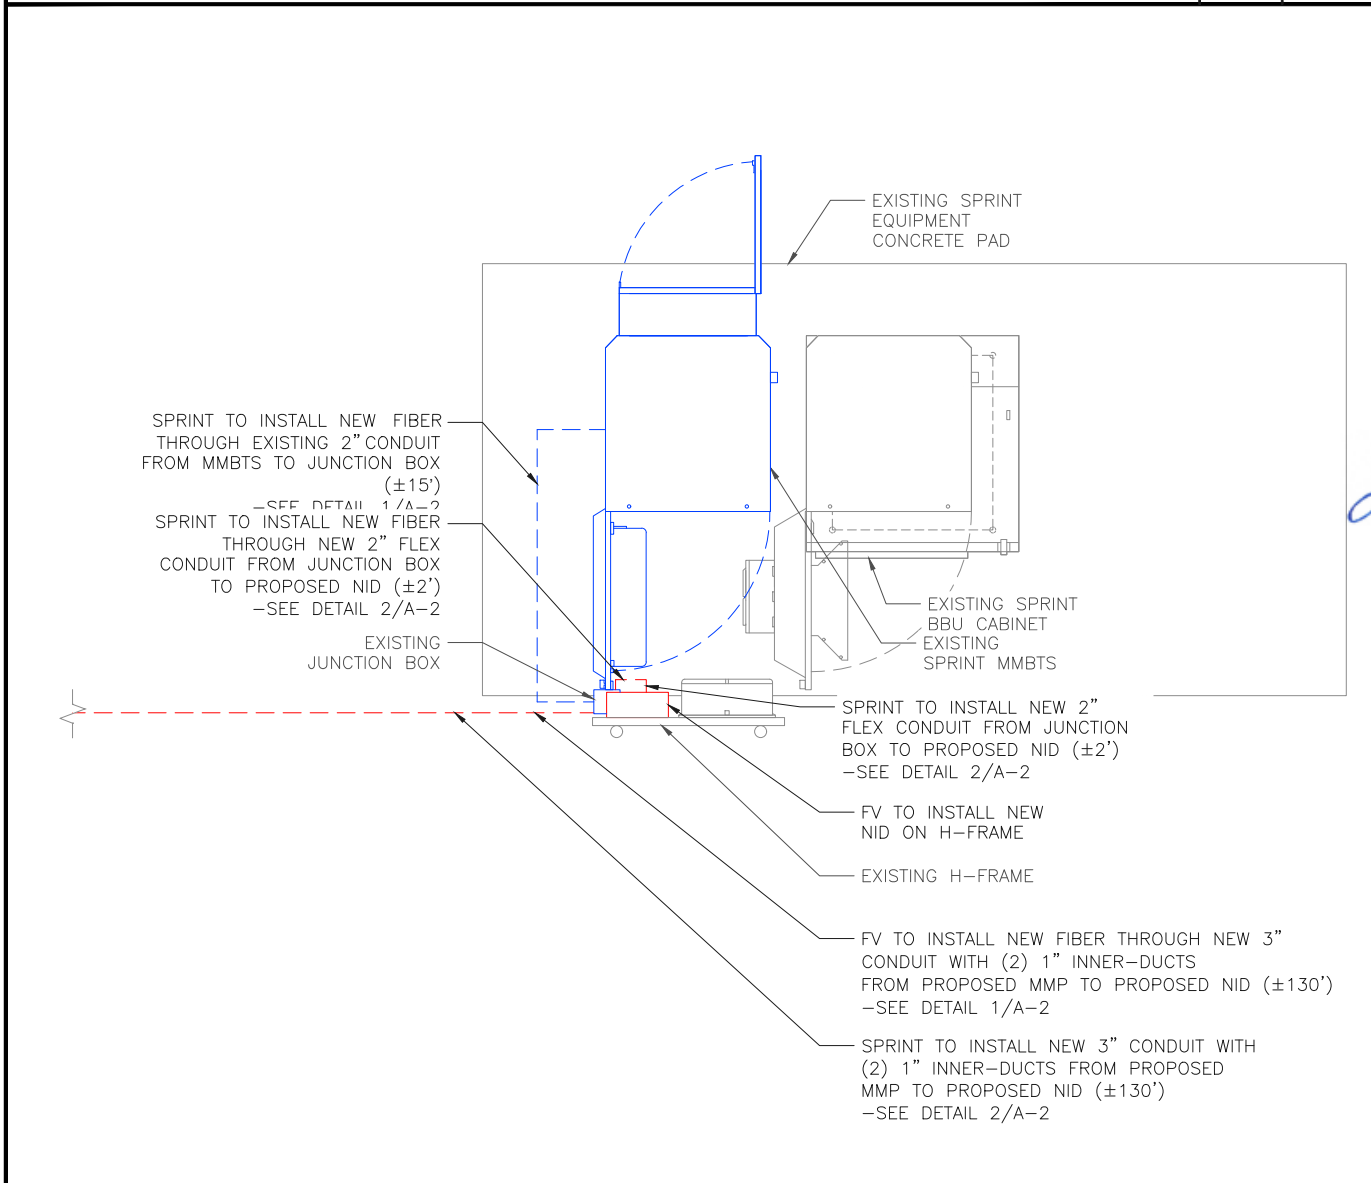 EXISTING SPRINT
EQUIPMENT
CONCRETE PAD
SPRINT TO INSTALL NEW FIBER
THROUGH EXISTING 2" CONDUIT
FROM MMBTS TO JUNCTION BOX
(±15')
-SEE DETAIL 1/A-2
SPRINT TO INSTALL NEW FIBER
THROUGH NEW 2" FLEX
CONDUIT FROM JUNCTION BOX
TO PROPOSED NID (±2')
-SEE DETAIL 2/A-2
EXISTING
JUNCTION BOX
EXISTING SPRINT
BBU CABINET
EXISTING
SPRINT MMBTS
SPRINT TO INSTALL NEW 2"
FLEX CONDUIT FROM JUNCTION
BOX TO PROPOSED NID (±2')
-SEE DETAIL 2/A-2
FV TO INSTALL NEW
NID ON H-FRAME
EXISTING H-FRAME
FV TO INSTALL NEW FIBER THROUGH NEW 3"
CONDUIT WITH (2) 1" INNER-DUCTS
FROM PROPOSED MMP TO PROPOSED NID (±130')
-SEE DETAIL 1/A-2
SPRINT TO INSTALL NEW 3" CONDUIT WITH
(2) 1" INNER-DUCTS FROM PROPOSED
MMP TO PROPOSED NID (±130')
-SEE DETAIL 2/A-2